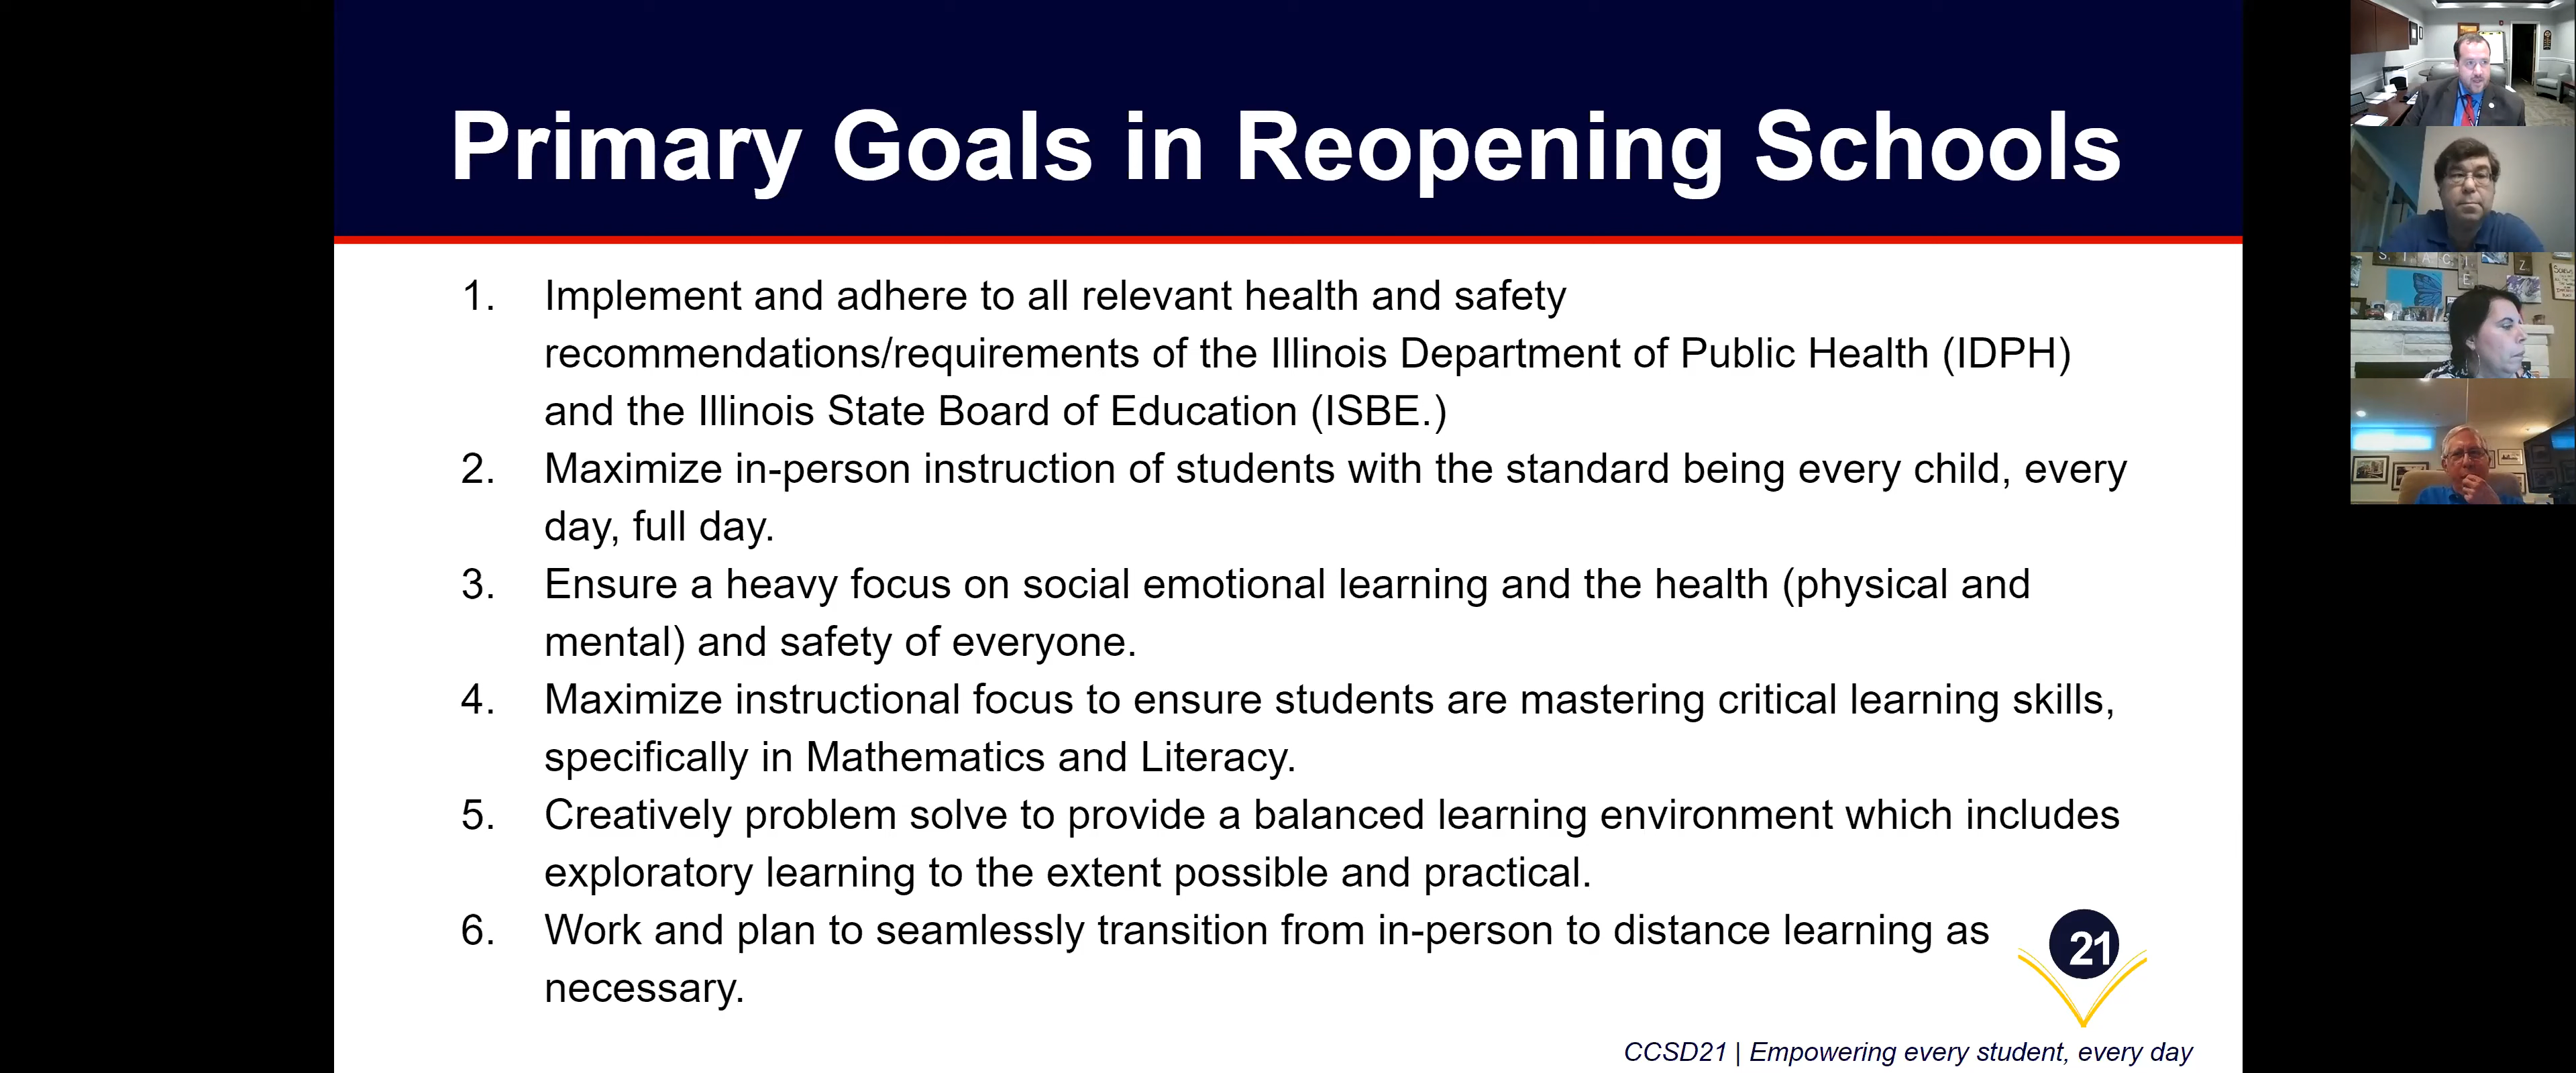 Primary Goals in Reopening Schools
1. Implement and adhere to all relevant health and safety
recommendations/requirements of the Illinois Department of Public Health (IDPH)
and the Illinois State Board of Education (ISBE.)
2. Maximize in-person instruction of students with the standard being every child, every
day, full day.
3. Ensure a heavy focus on social emotional learning and the health (physical and
mental) and safety of everyone.
4. Maximize instructional focus to ensure students are mastering critical learning skills,
specifically in Mathematics and Literacy.
5. Creatively problem solve to provide a balanced learning environment which includes
exploratory learning to the extent possible and practical.
6. Work and plan to seamlessly transition from in-person to distance learning as
necessary.
21
CCSD21 | Empowering every student, every day